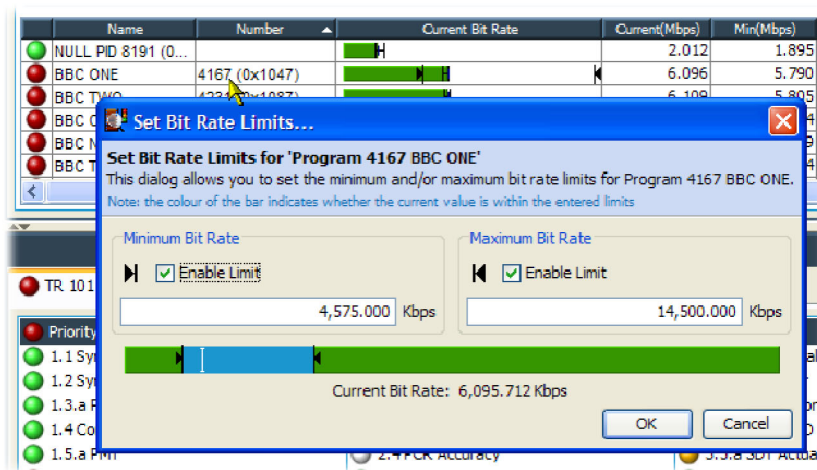 Name Number Current Bit Rate Current(Mbps) Min(Mbps)
NULL PID 8191 (0... 2.012 1.895
BBC ONE 4167 (0x1047) 6.096 5.790
BBC TWO 4231 (0x1087) 6.109 5.805
BBC
BBC N
BBC T
Set Bit Rate Limits...
Set Bit Rate Limits for 'Program 4167 BBC ONE'
This dialog allows you to set the minimum and/or maximum bit rate limits for Program 4167 BBC ONE.
Note: the colour of the bar indicates whether the current value is within the entered limits
Minimum Bit Rate Maximum Bit Rate
Enable Limit Enable Limit
4,575.000 Kbps 14,500.000 Kbps
Current Bit Rate: 6,095.712 Kbps
OK Cancel
TR 101
Priority
1.1 Sy
1.2 Sy
1.3.a P
1.4 Co
1.5.a PMT 2.4 PCR Accuracy 3.5.a SDT Actua